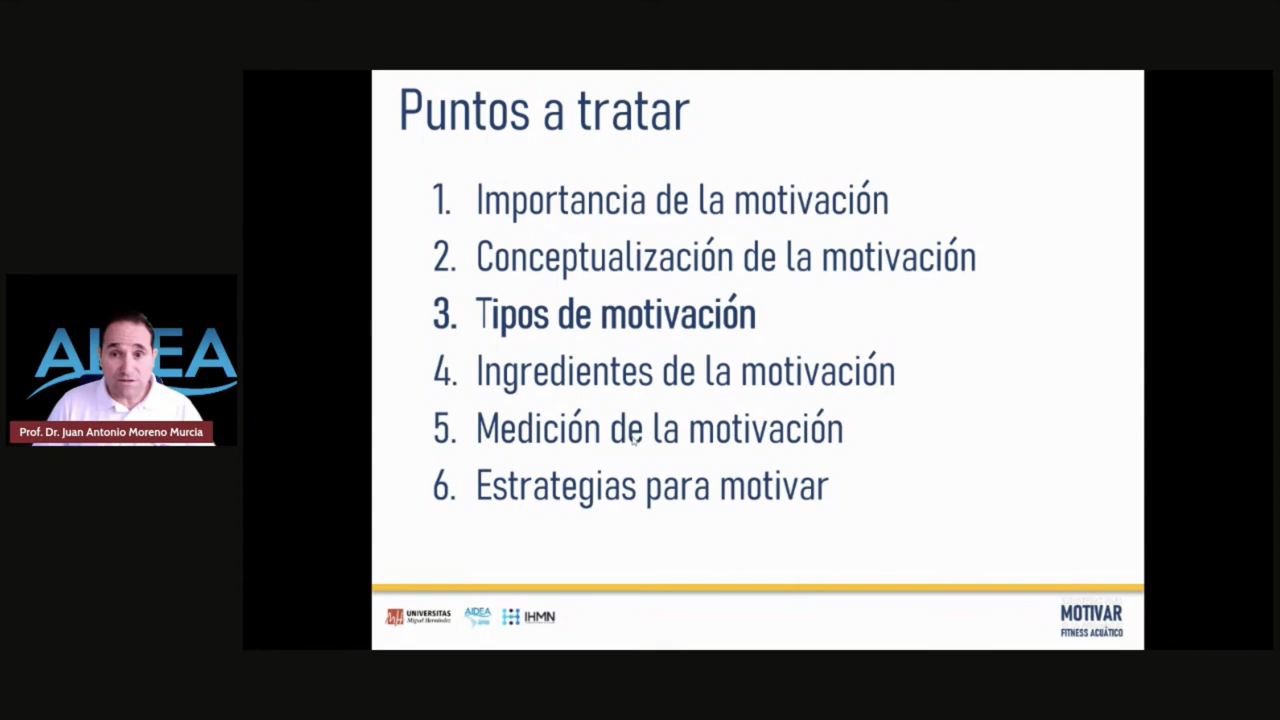 Puntos a tratar
1. Importancia de la motivación
2. Conceptualización de la motivación
3. Tipos de motivación
4. Ingredientes de la motivación
5. Medición de la motivación
6. Estrategias para motivar
AIDEA
Prof. Dr. Juan Antonio Moreno Murcia
UNIVERSITAS
Miguel Hernández
AIDEA
IHMN
MOTIVAR
FITNESS ACUÁTICO